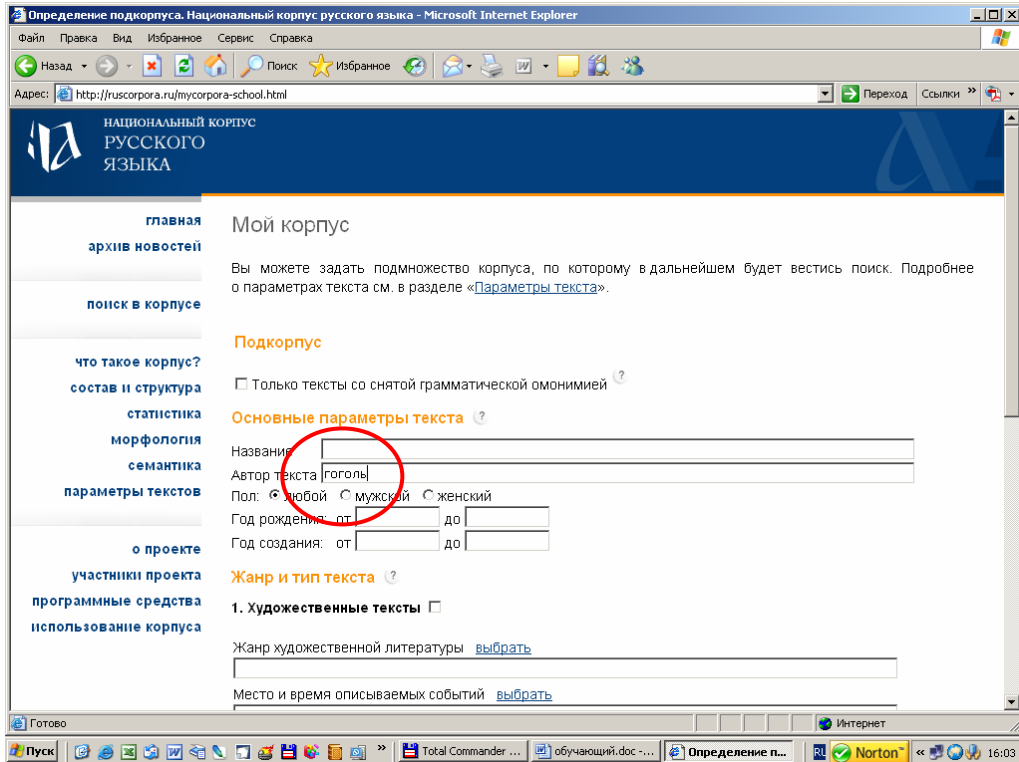 Определение подкорпуса. Национальный корпус русского языка - Microsoft Internet Explorer
Файл Правка Вид Избранное Сервис Справка
Назад Поиск Избранное
Адрес: http://ruscorpora.ru/mycorpora-school.html Переход Ссылки »
НАЦИОНАЛЬНЫЙ КОРПУС
РУССКОГО
ЯЗЫКА
главная
архив новостей
поиск в корпусе
что такое корпус?
состав и структура
статистика
морфология
семантика
параметры текстов
о проекте
участники проекта
программные средства
использование корпуса
Мой корпус
Вы можете задать подмножество корпуса, по которому в дальнейшем будет вестись поиск. Подробнее
о параметрах текста см. в разделе «Параметры текста».
Подкорпус
Только тексты со снятой грамматической омонимией ?
Основные параметры текста ?
Название
Автор текста гоголь
Пол: любой мужской женский
Год рождения: от до
Год создания: от до
Жанр и тип текста ?
1. Художественные тексты
Жанр художественной литературы выбрать
Место и время описываемых событий выбрать
Готово Интернет
Пуск » Total Commander ... обучающий.doc -... Определение п... RU Norton™ « 16:03